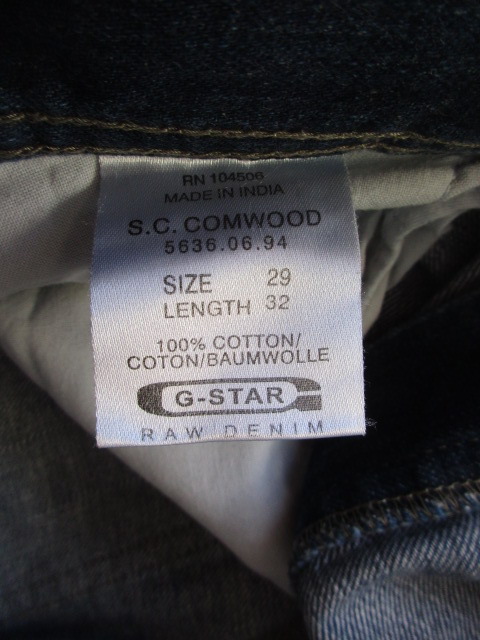 RN 104506
MADE IN INDIA
S.C. COMWOOD
5636.06.94
SIZE 29
LENGTH 32
100% COTTON/
COTON/BAUMWOLLE
G-STAR
RAW DENIM